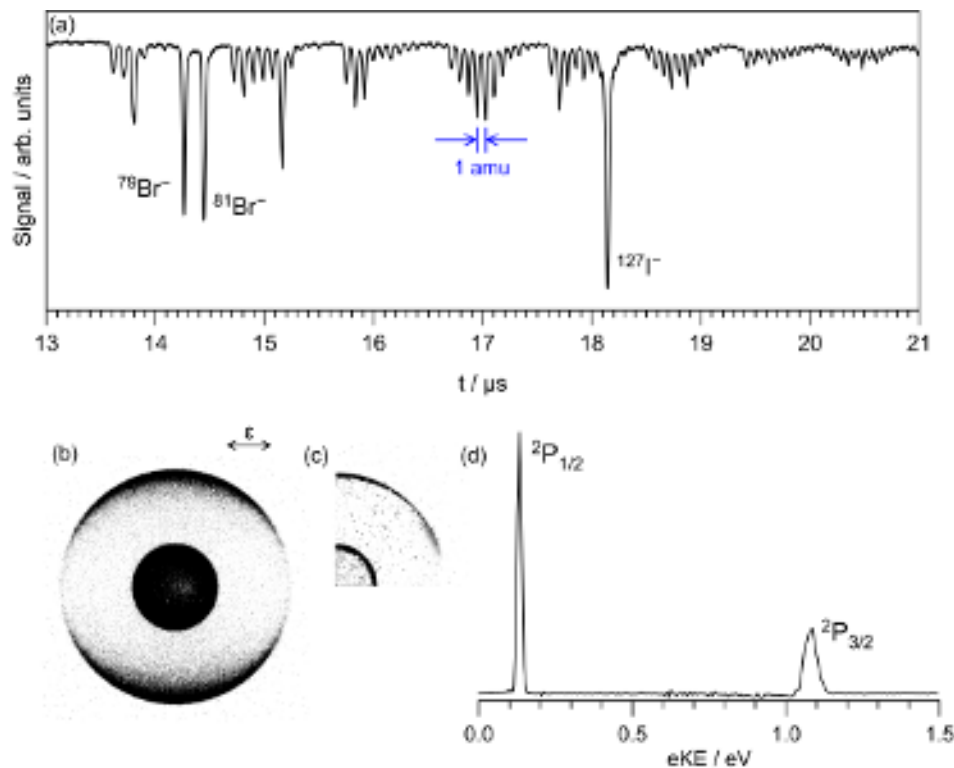 (a)
Signal / arb. units
⁷⁹Br⁻
⁸¹Br⁻
1 amu
¹²⁷I⁻
13 14 15 16 17 18 19 20 21
t / μs
(b)
ε
(c)
(d)
²P₁/₂
²P₃/₂
0.0 0.5 1.0 1.5
eKE / eV